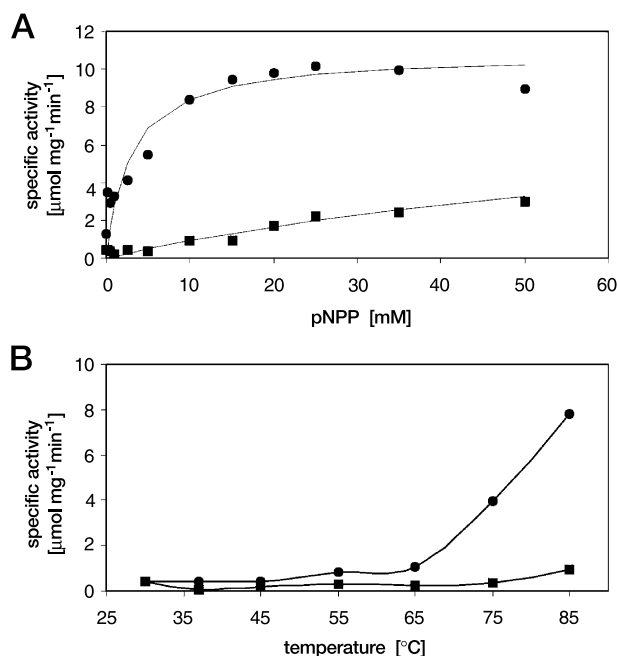 A
12
10
8
6
4
2
0
specific activity
[μmol mg⁻¹min⁻¹]
0 10 20 30 40 50 60
pNPP [mM]
B
10
8
6
4
2
0
specific activity
[μmol mg⁻¹min⁻¹]
25 35 45 55 65 75 85
temperature [°C]